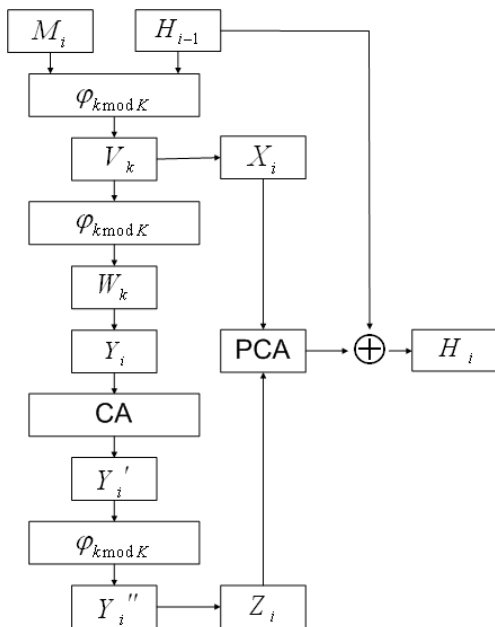 M_i
H_{i-1}
φ_{k mod K}
V_k
X_i
φ_{k mod K}
W_k
Y_i
PCA
⊕
H_i
CA
Y_i'
φ_{k mod K}
Y_i''
Z_i